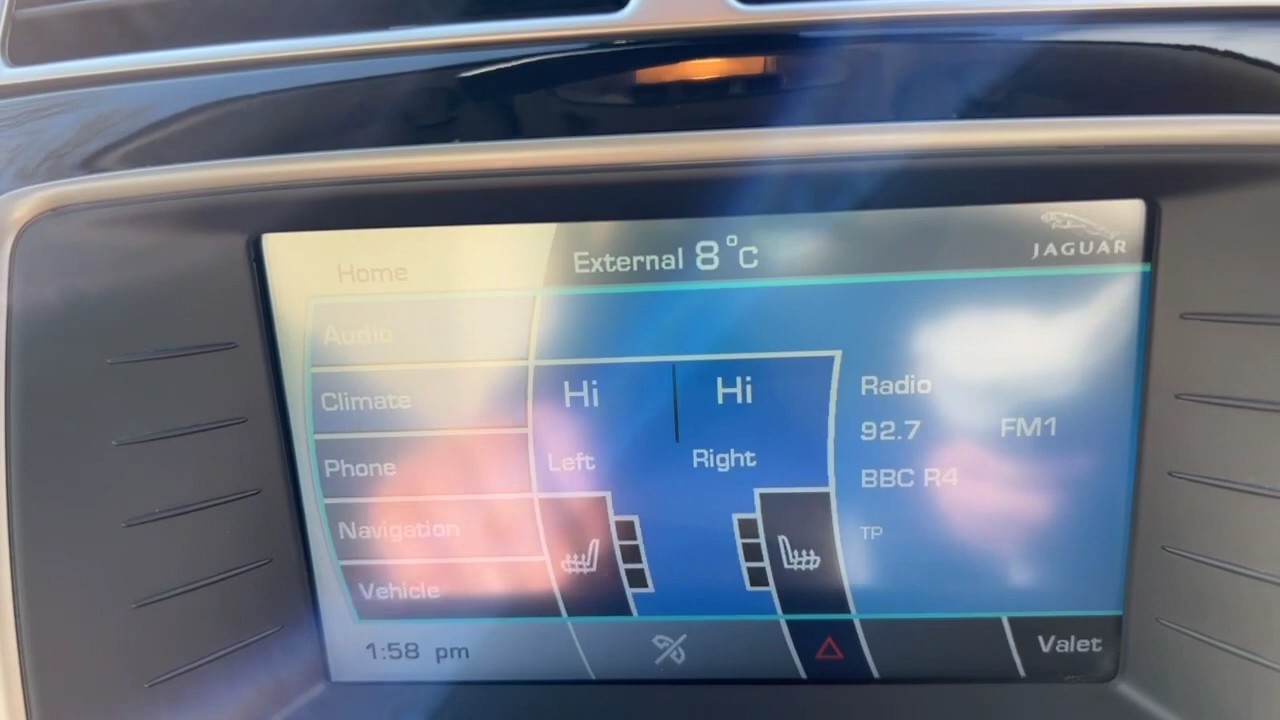 Home
External 8°C
JAGUAR
Audio
Climate
Phone
Navigation
Vehicle
Hi Hi
Left Right
Radio
92.7 FM1
BBC R4
TP
1:58 pm
Valet